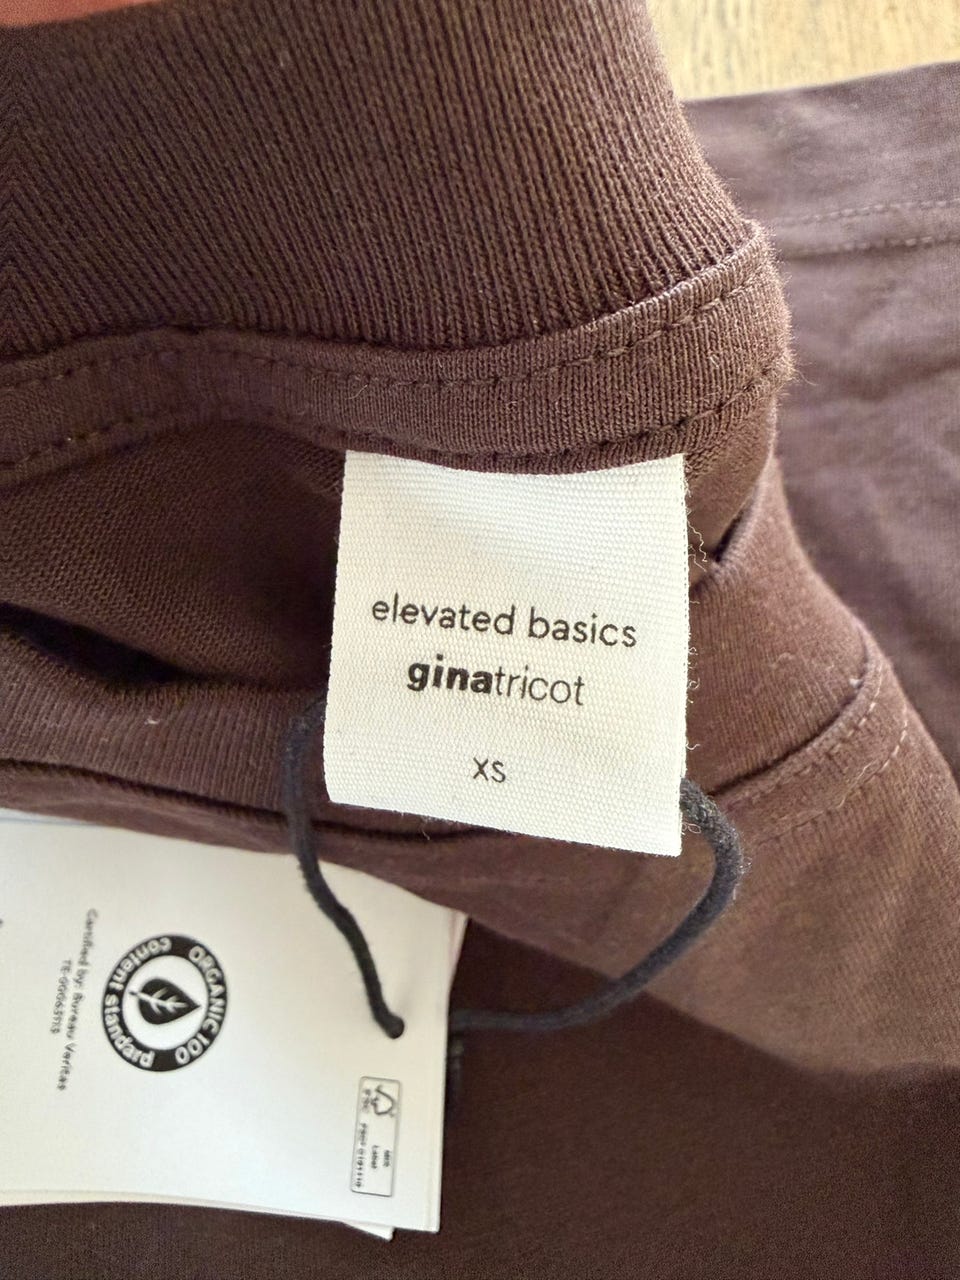 elevated basics
ginatricot
XS
ORGANIC 100
content standard
Certified by: Bureau Veritas